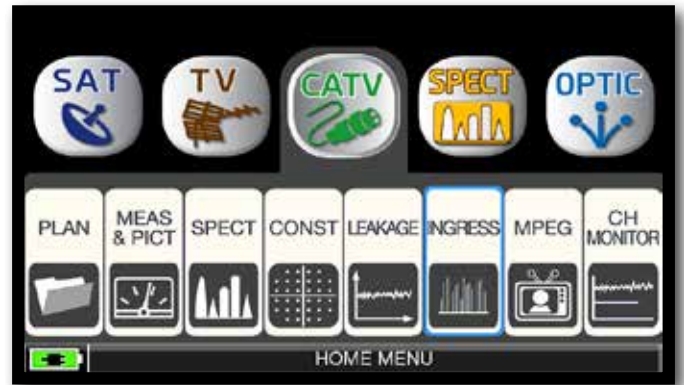 SAT
TV
CATV
SPECT
OPTIC
PLAN
MEAS
& PICT
SPECT
CONST
LEAKAGE
INGRESS
MPEG
CH
MONITOR
HOME MENU